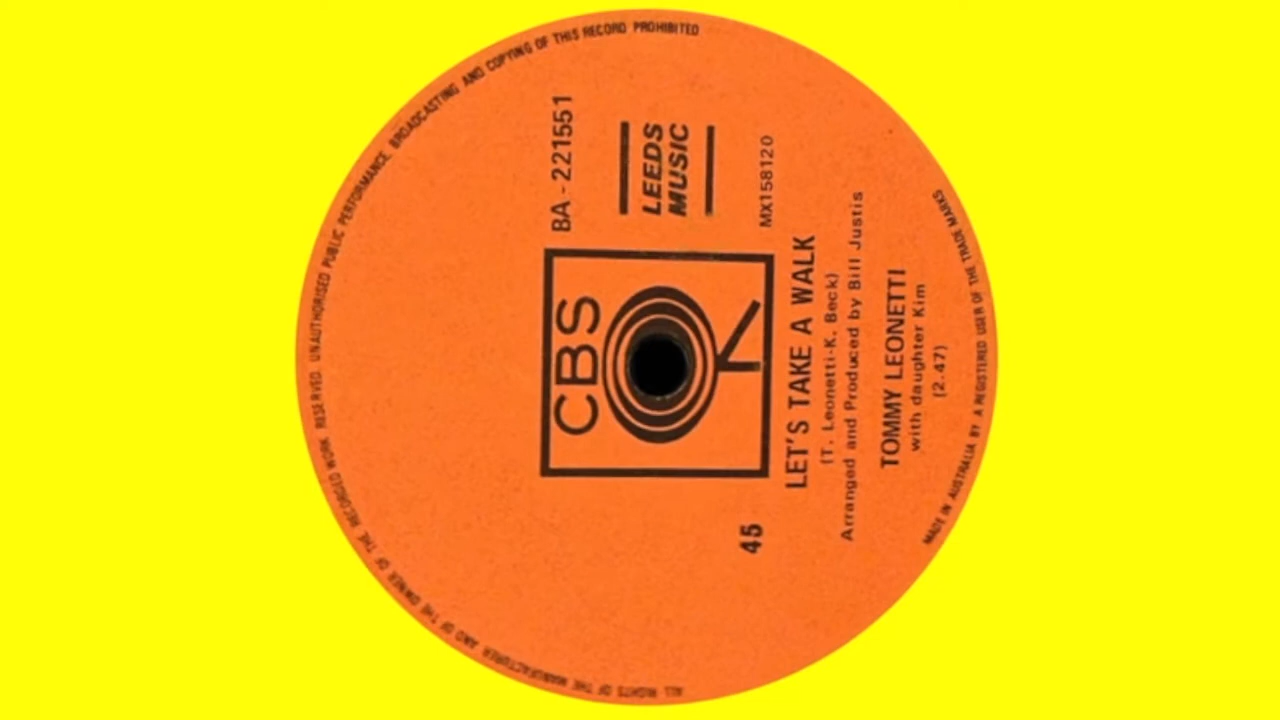 ALL RIGHTS OF THE MANUFACTURER AND OF THE OWNER OF THE RECORDED WORK RESERVED. UNAUTHORISED PUBLIC PERFORMANCE, BROADCASTING AND COPYING OF THIS RECORD PROHIBITED
CBS
BA-221551
LEEDS
MUSIC
45
MX158120
LET'S TAKE A WALK
(T. Leonetti-K. Beck)
Arranged and Produced by Bill Justis
TOMMY LEONETTI
with daughter Kim
(2.47)
MADE IN AUSTRALIA BY A REGISTERED USER OF THE TRADE MARKS